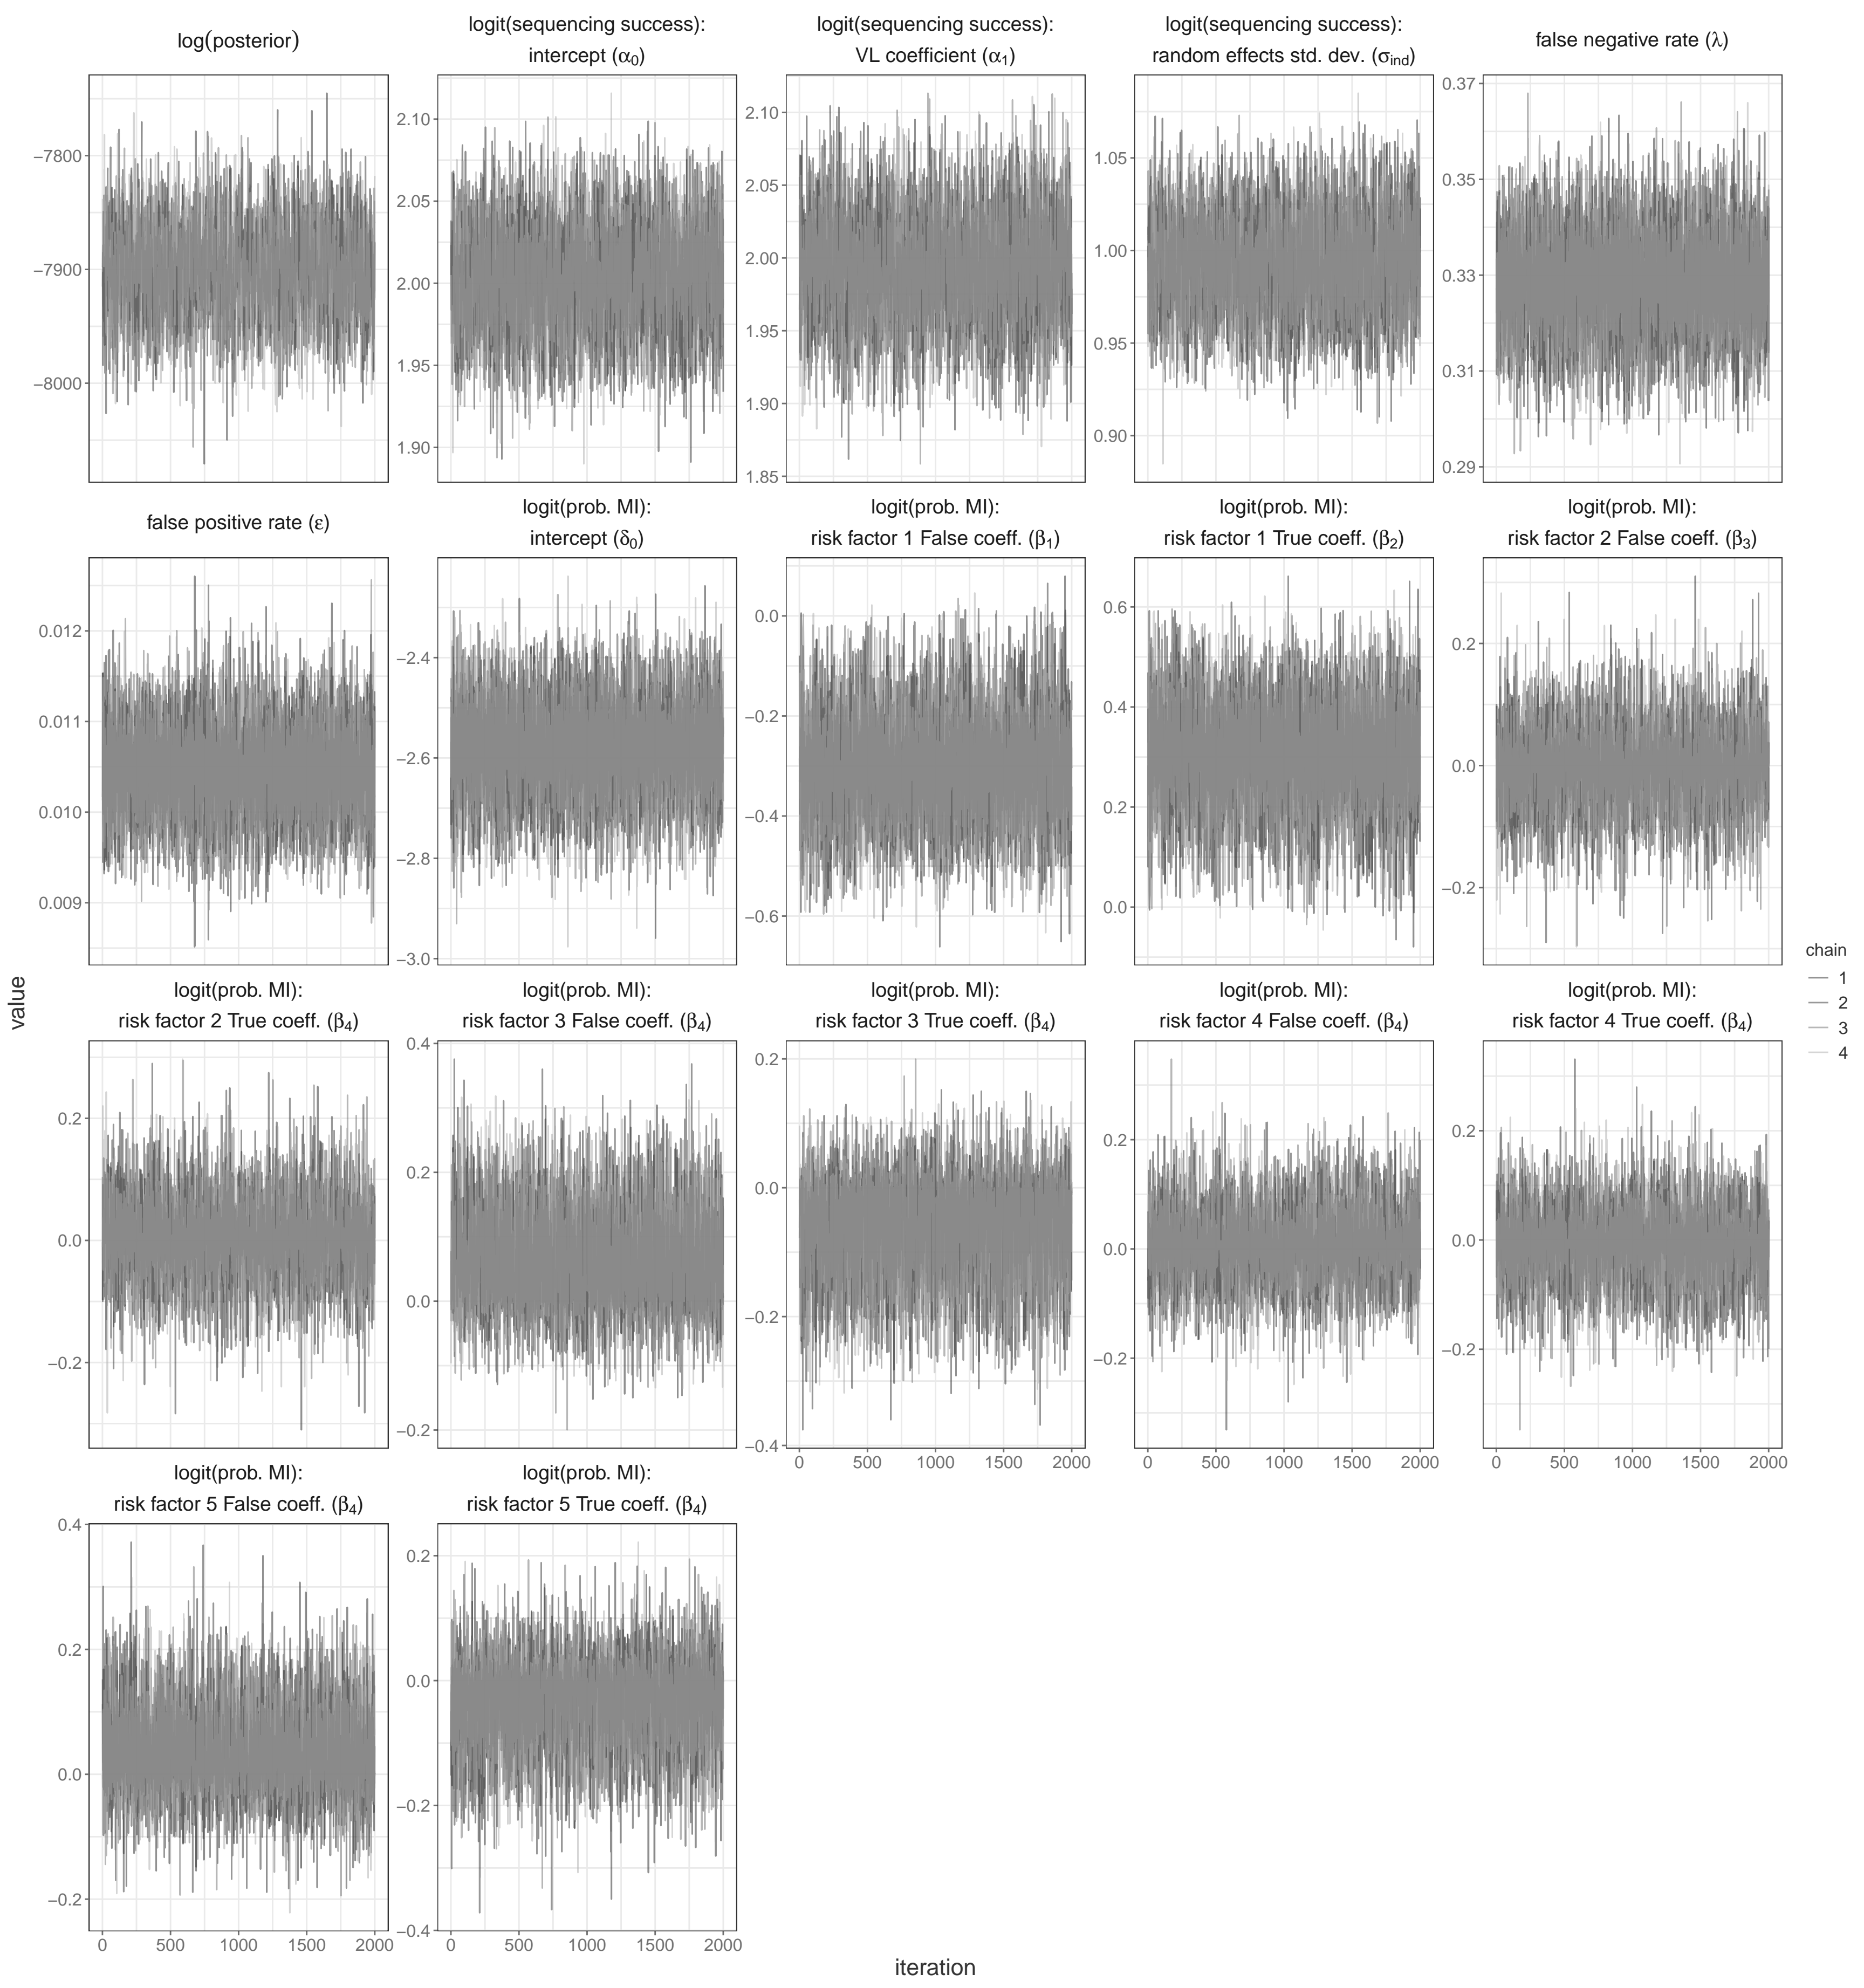 log(posterior)
logit(sequencing success):
intercept (α0)
logit(sequencing success):
VL coefficient (α1)
logit(sequencing success):
random effects std. dev. (σind)
false negative rate (λ)
−7800
−7900
−8000
2.10
2.05
2.00
1.95
1.90
2.10
2.05
2.00
1.95
1.90
1.85
1.05
1.00
0.95
0.90
0.37
0.35
0.33
0.31
0.29
false positive rate (ε)
logit(prob. MI):
intercept (δ0)
logit(prob. MI):
risk factor 1 False coeff. (β1)
logit(prob. MI):
risk factor 1 True coeff. (β2)
logit(prob. MI):
risk factor 2 False coeff. (β3)
0.012
0.011
0.010
0.009
−2.4
−2.6
−2.8
−3.0
0.0
−0.2
−0.4
−0.6
0.6
0.4
0.2
0.0
0.2
0.0
−0.2
logit(prob. MI):
risk factor 2 True coeff. (β4)
logit(prob. MI):
risk factor 3 False coeff. (β4)
logit(prob. MI):
risk factor 3 True coeff. (β4)
logit(prob. MI):
risk factor 4 False coeff. (β4)
logit(prob. MI):
risk factor 4 True coeff. (β4)
0.2
0.0
−0.2
0.4
0.2
0.0
−0.2
0.2
0.0
−0.2
−0.4
0.2
0.0
−0.2
0.2
0.0
−0.2
0 500 1000 1500 2000
0 500 1000 1500 2000
0 500 1000 1500 2000
logit(prob. MI):
risk factor 5 False coeff. (β4)
logit(prob. MI):
risk factor 5 True coeff. (β4)
0.4
0.2
0.0
−0.2
0.2
0.0
−0.2
−0.4
0 500 1000 1500 2000
0 500 1000 1500 2000
value
iteration
chain
1
2
3
4